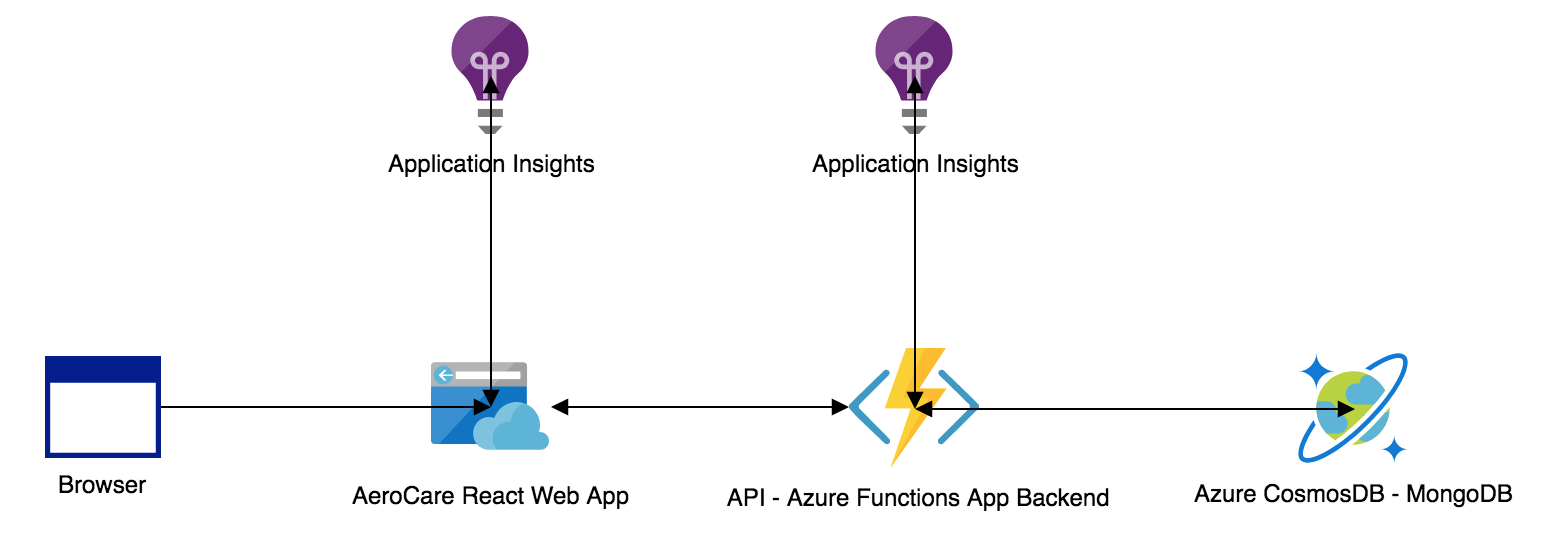 Application Insights
Application Insights
Browser
AeroCare React Web App
API - Azure Functions App Backend
Azure CosmosDB - MongoDB